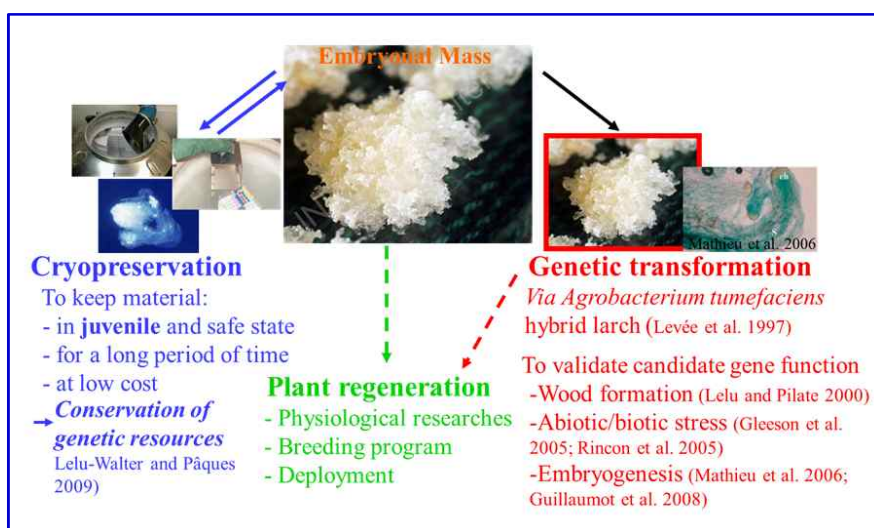 Embryonal Mass
Mathieu et al. 2006
Cryopreservation
To keep material:
- in juvenile and safe state
- for a long period of time
- at low cost
Conservation of
genetic resources
Lelu-Walter and Pâques
2009)
Plant regeneration
- Physiological researches
- Breeding program
- Deployment
Genetic transformation
Via Agrobacterium tumefaciens
hybrid larch (Levée et al. 1997)
To validate candidate gene function
-Wood formation (Lelu and Pilate 2000)
-Abiotic/biotic stress (Gleeson et al.
2005; Rincon et al. 2005)
-Embryogenesis (Mathieu et al. 2006;
Guillaumot et al. 2008)